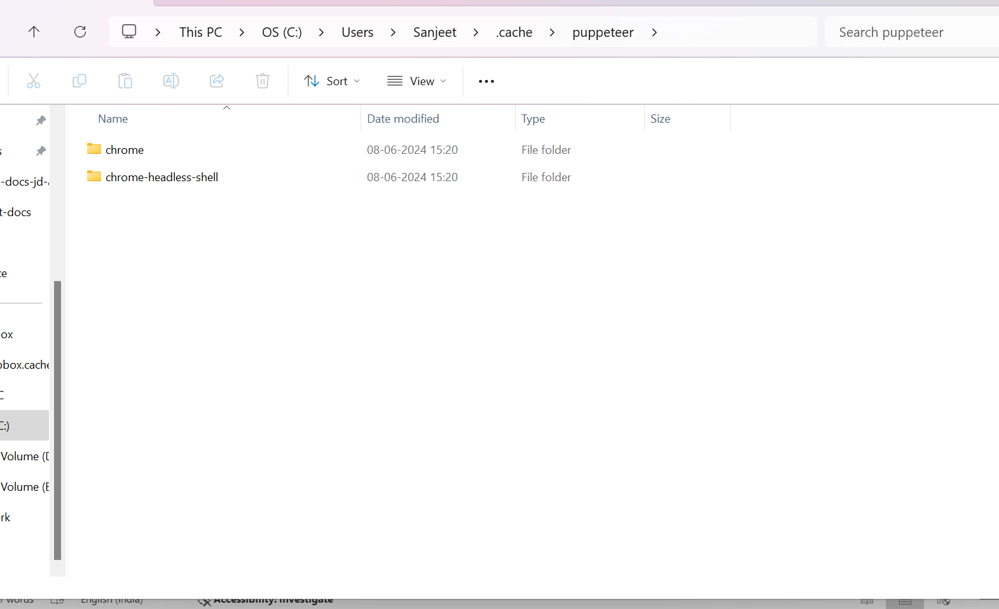 This PC > OS (C:) > Users > Sanjeet > .cache > puppeteer >
Search puppeteer
Sort
View
Name
Date modified
Type
Size
chrome
08-06-2024 15:20
File folder
chrome-headless-shell
08-06-2024 15:20
File folder
-docs-jd-
t-docs
ce
ox
box.cache
C:)
Volume (D
Volume (E
rk
words
English (India)
Accessibility: Investigate